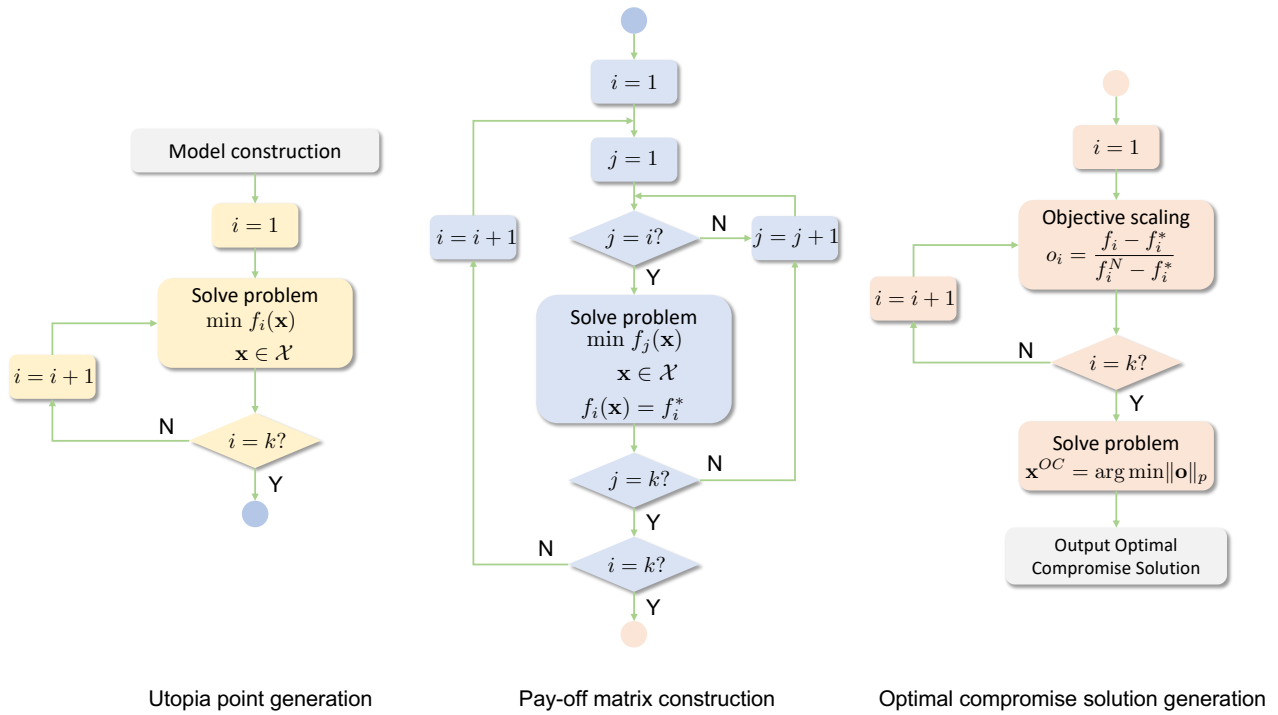 Model construction
i = 1
Solve problem
min f_i(𝐱)
𝐱 ∈ 𝒳
i = i + 1
i = k?
N
Y
Utopia point generation
i = 1
j = 1
j = i?
N
Y
i = i + 1
j = j + 1
Solve problem
min f_j(𝐱)
𝐱 ∈ 𝒳
f_i(𝐱) = f_i^*
j = k?
N
Y
i = k?
N
Y
Pay-off matrix construction
i = 1
Objective scaling
o_i = (f_i − f_i^*) / (f_i^N − f_i^*)
i = i + 1
i = k?
N
Y
Solve problem
𝐱^{OC} = arg min‖𝐨‖_p
Output Optimal
Compromise Solution
Optimal compromise solution generation